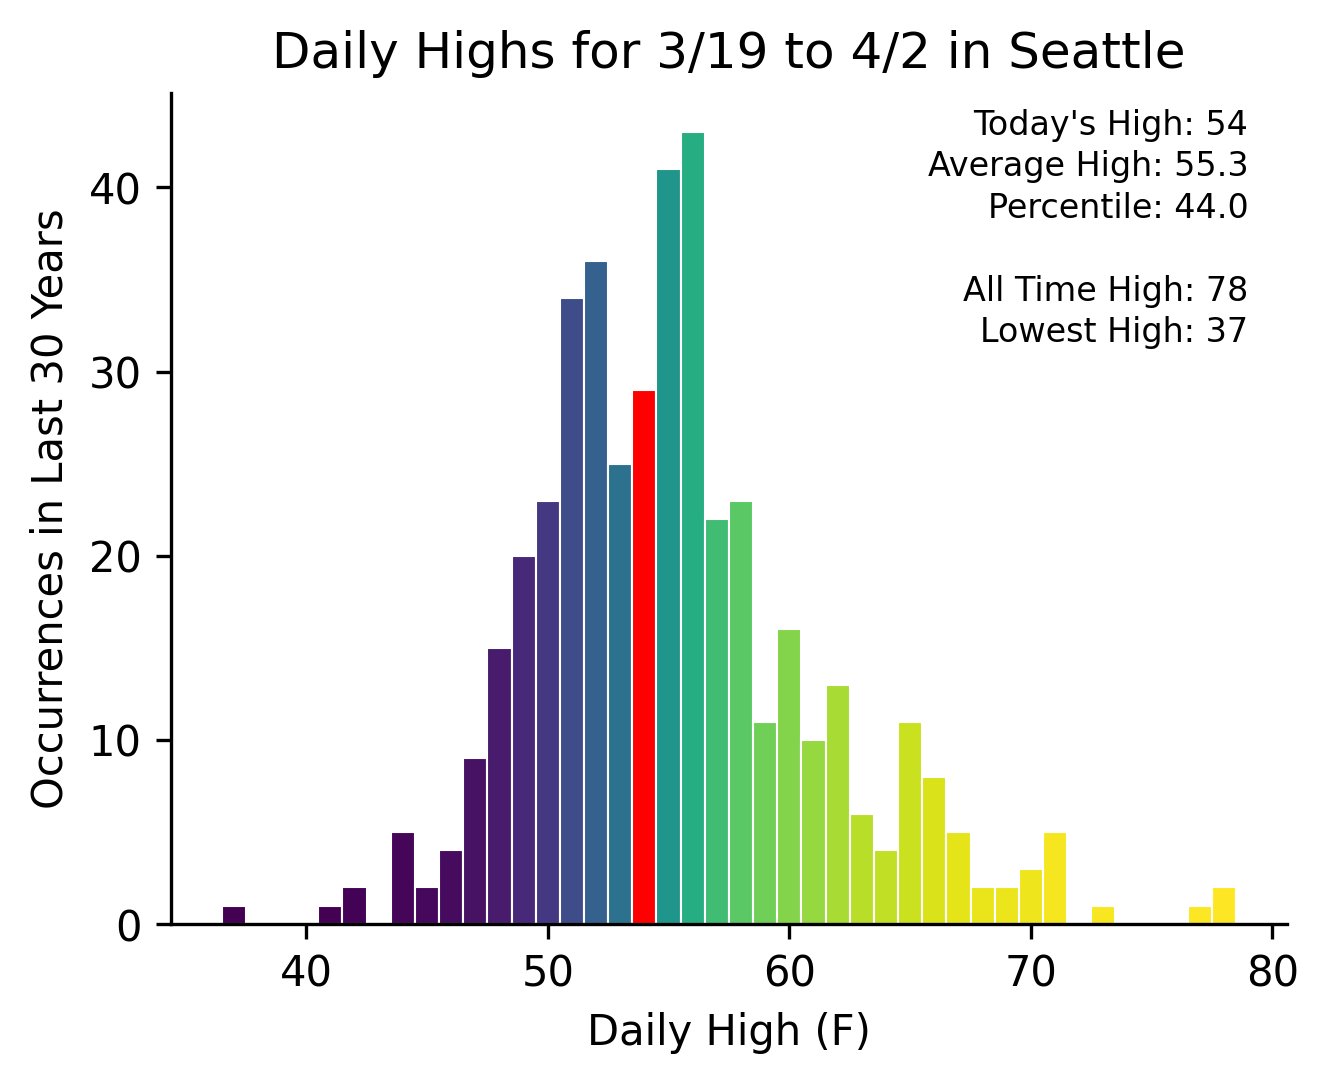 Daily Highs for 3/19 to 4/2 in Seattle
Today's High: 54
Average High: 55.3
Percentile: 44.0
All Time High: 78
Lowest High: 37
Occurrences in Last 30 Years
40
30
20
10
0
40 50 60 70 80
Daily High (F)